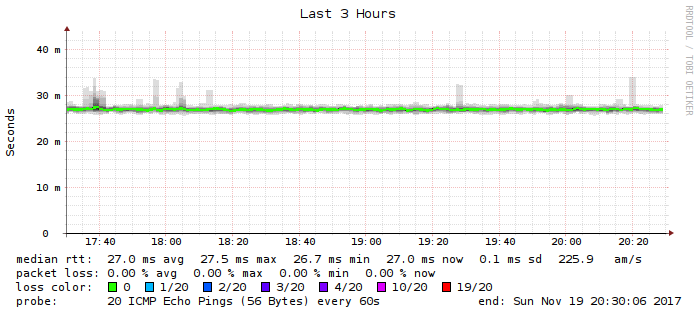 Last 3 Hours
RRDTOOL / TOBI OETIKER
Seconds
40 m
30 m
20 m
10 m
0
17:40 18:00 18:20 18:40 19:00 19:20 19:40 20:00 20:20
median rtt: 27.0 ms avg 27.5 ms max 26.7 ms min 27.0 ms now 0.1 ms sd 225.9 am/s
packet loss: 0.00 % avg 0.00 % max 0.00 % min 0.00 % now
loss color: 0 1/20 2/20 3/20 4/20 10/20 19/20
probe: 20 ICMP Echo Pings (56 Bytes) every 60s end: Sun Nov 19 20:30:06 2017